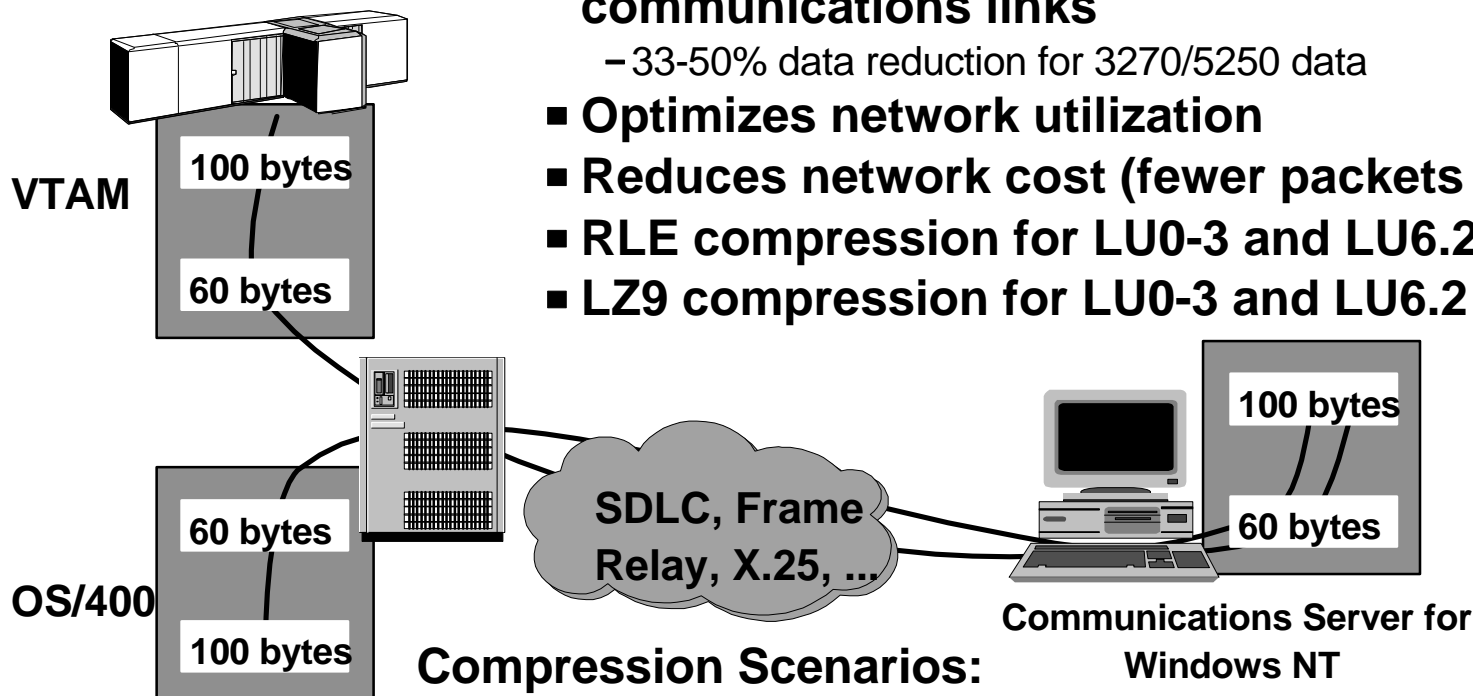 communications links
–33-50% data reduction for 3270/5250 data
Optimizes network utilization
Reduces network cost (fewer packets
RLE compression for LU0-3 and LU6.2
LZ9 compression for LU0-3 and LU6.2
VTAM
100 bytes
60 bytes
OS/400
60 bytes
100 bytes
SDLC, Frame
Relay, X.25, ...
100 bytes
60 bytes
Communications Server for
Windows NT
Compression Scenarios: